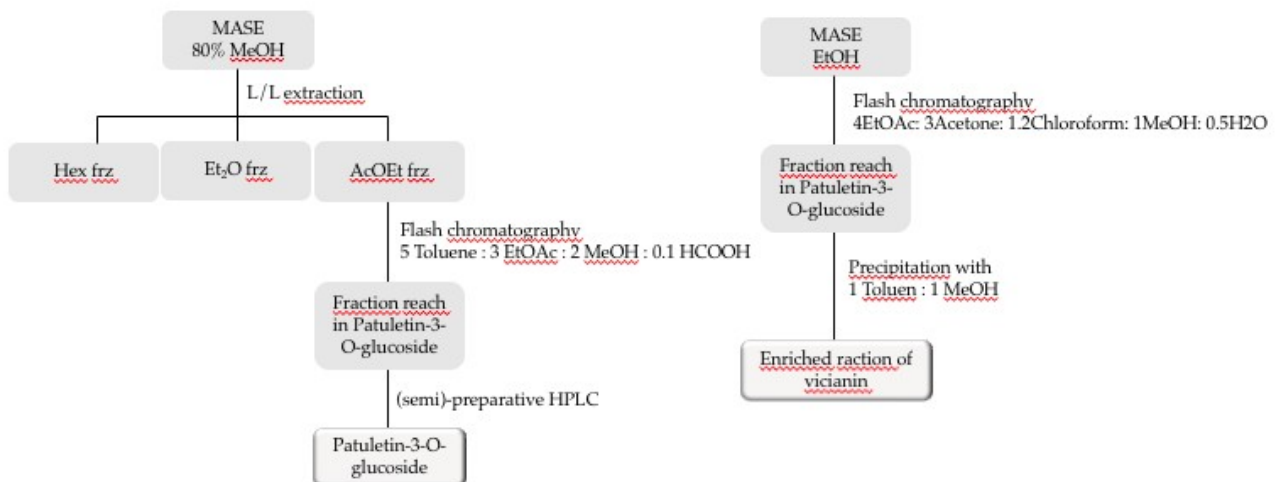 MASE
80% MeOH
L/L extraction
Hex frz
Et₂O frz
AcOEt frz
Flash chromatography
5 Toluene : 3 EtOAc : 2 MeOH : 0.1 HCOOH
Fraction reach
in Patuletin-3-
O-glucoside
(semi)-preparative HPLC
Patuletin-3-O-
glucoside
MASE
EtOH
Flash chromatography
4EtOAc: 3Acetone: 1.2Chloroform: 1MeOH: 0.5H2O
Fraction reach
in Patuletin-3-
O-glucoside
Precipitation with
1 Toluen : 1 MeOH
Enriched raction of
vicianin